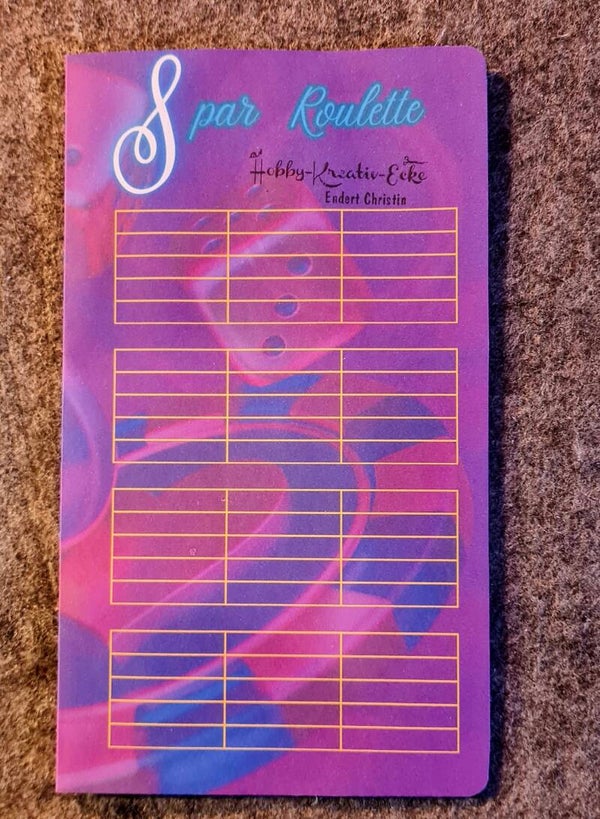 Spar Roulette
Hobby-Kreativ-Ecke
Endert Christin